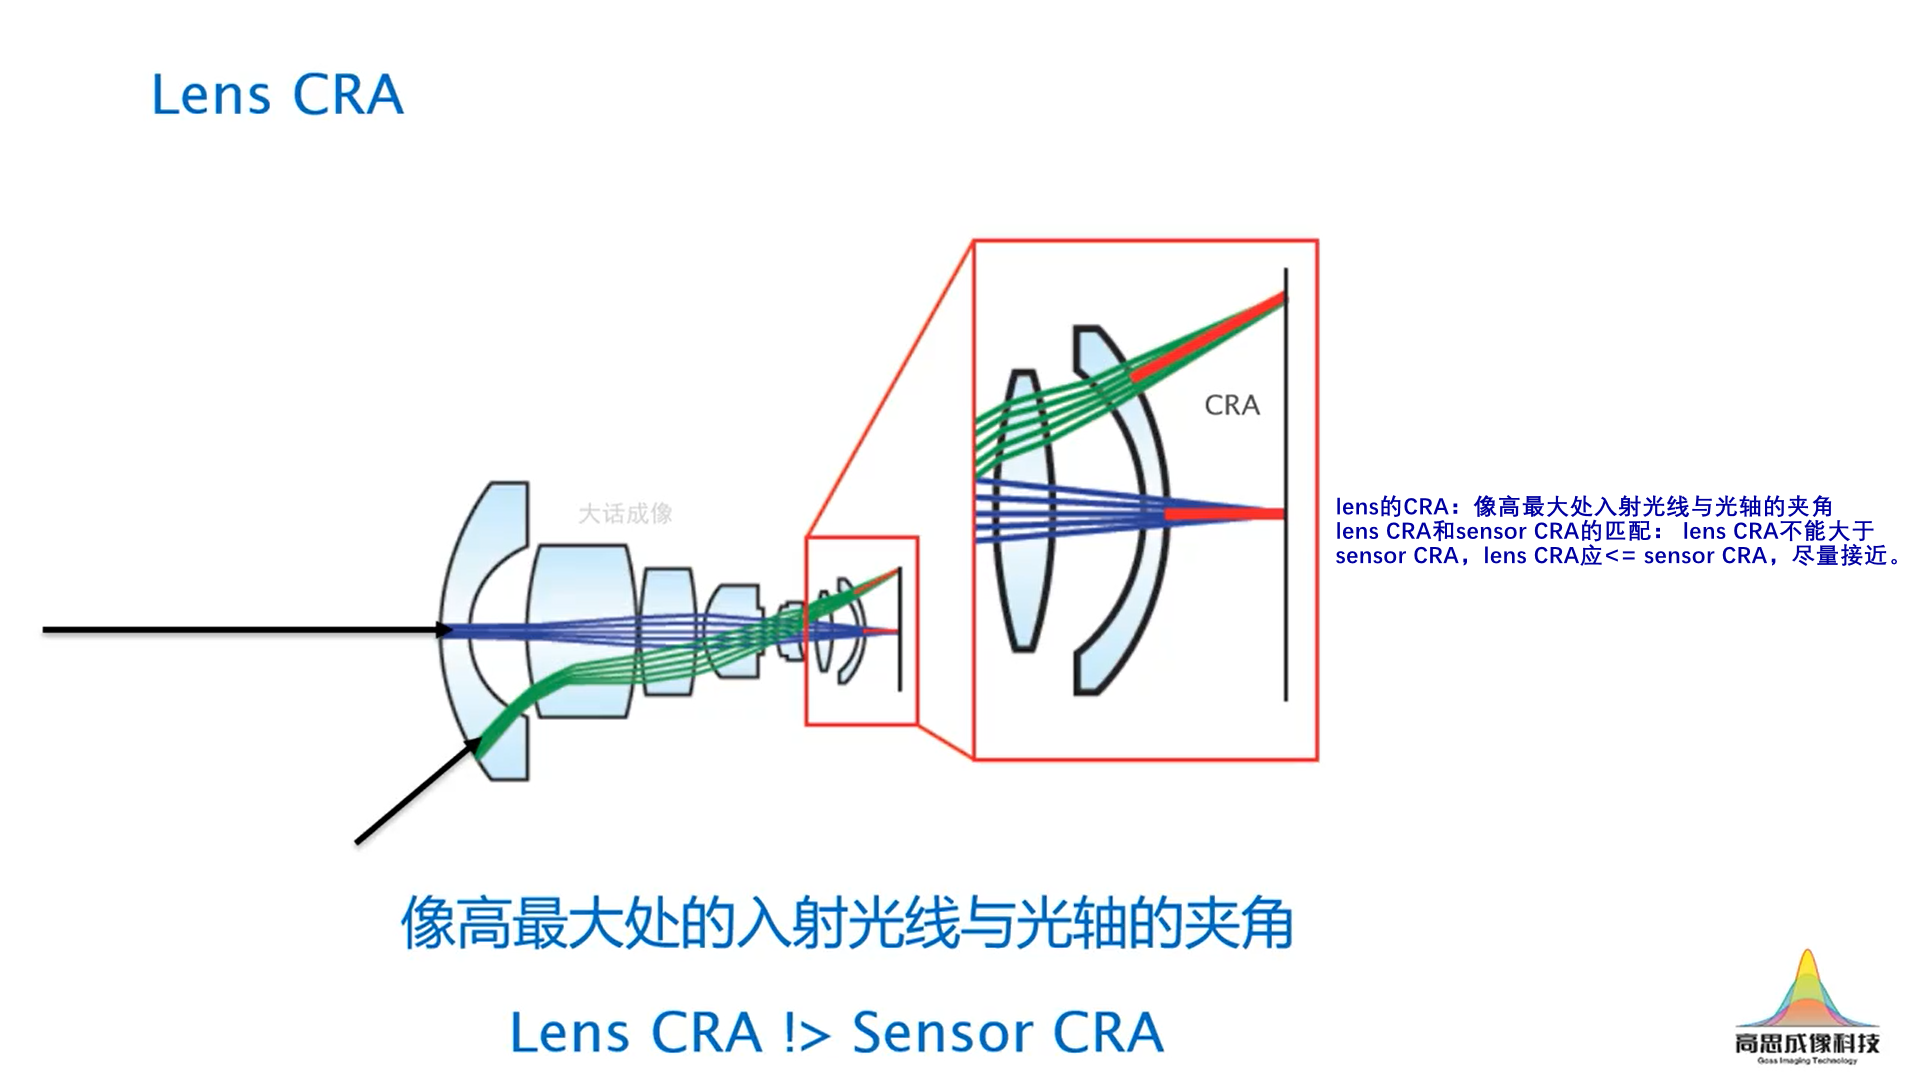 Lens CRA
大话成像
CRA
lens的CRA：像高最大处入射光线与光轴的夹角
lens CRA和sensor CRA的匹配： lens CRA不能大于
sensor CRA，lens CRA应<= sensor CRA，尽量接近。
像高最大处的入射光线与光轴的夹角
Lens CRA !> Sensor CRA
高思成像科技
Goss Imaging Technology